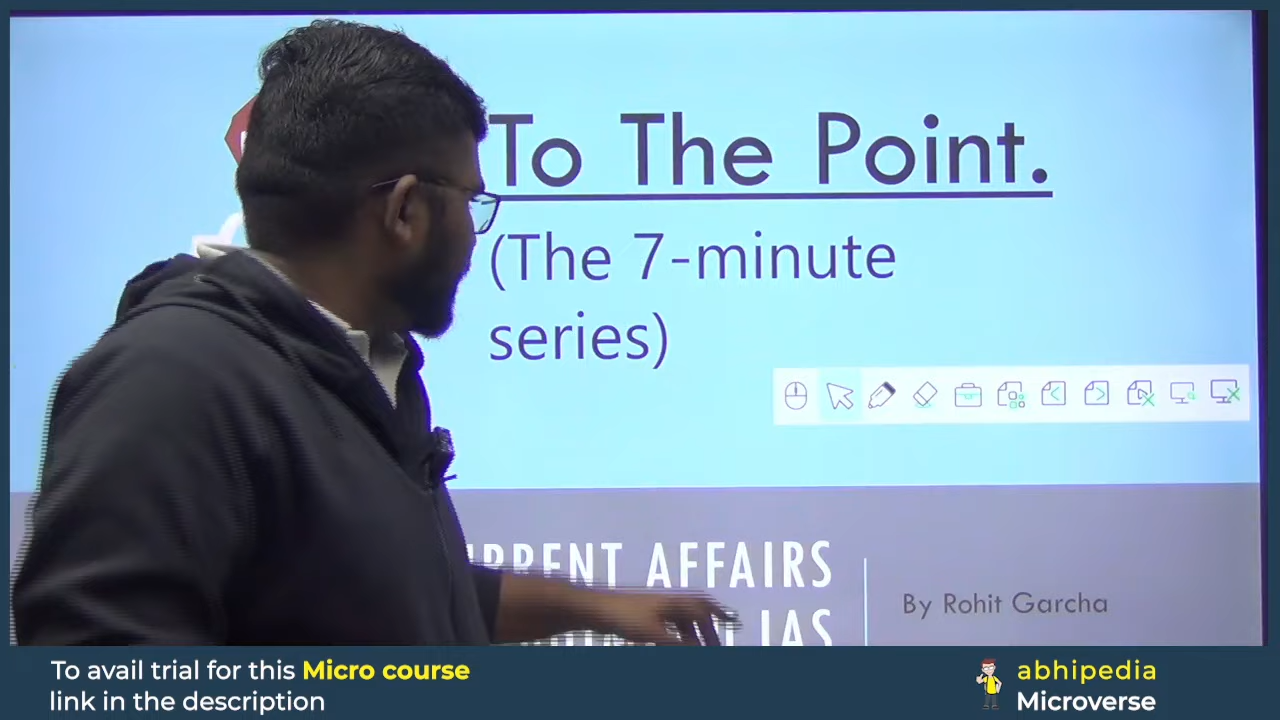 To The Point.
(The 7-minute
series)
AFFAIRS
IAS
By Rohit Garcha
To avail trial for this Micro course
link in the description
abhipedia
Microverse